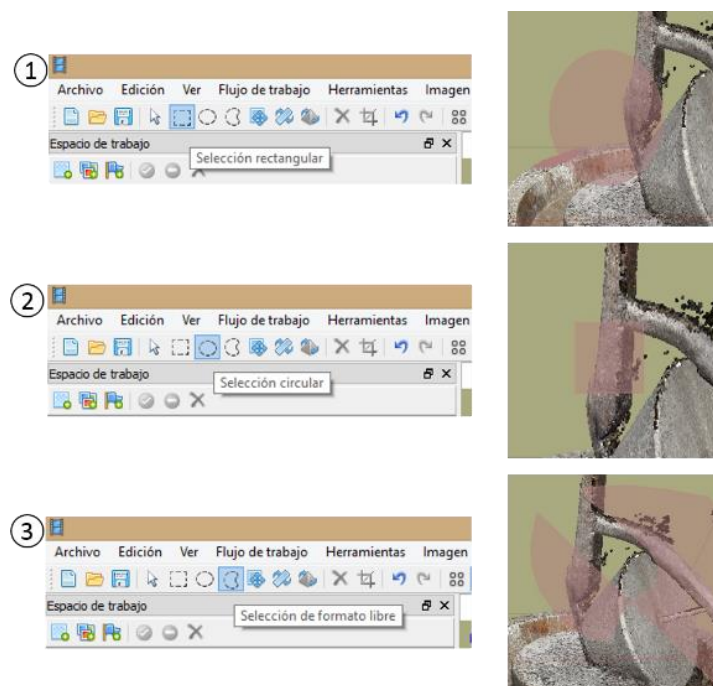 ①
Archivo Edición Ver Flujo de trabajo Herramientas Imagen
Espacio de trabajo
Selección rectangular
②
Archivo Edición Ver Flujo de trabajo Herramientas Imagen
Espacio de trabajo
Selección circular
③
Archivo Edición Ver Flujo de trabajo Herramientas Imagen
Espacio de trabajo
Selección de formato libre